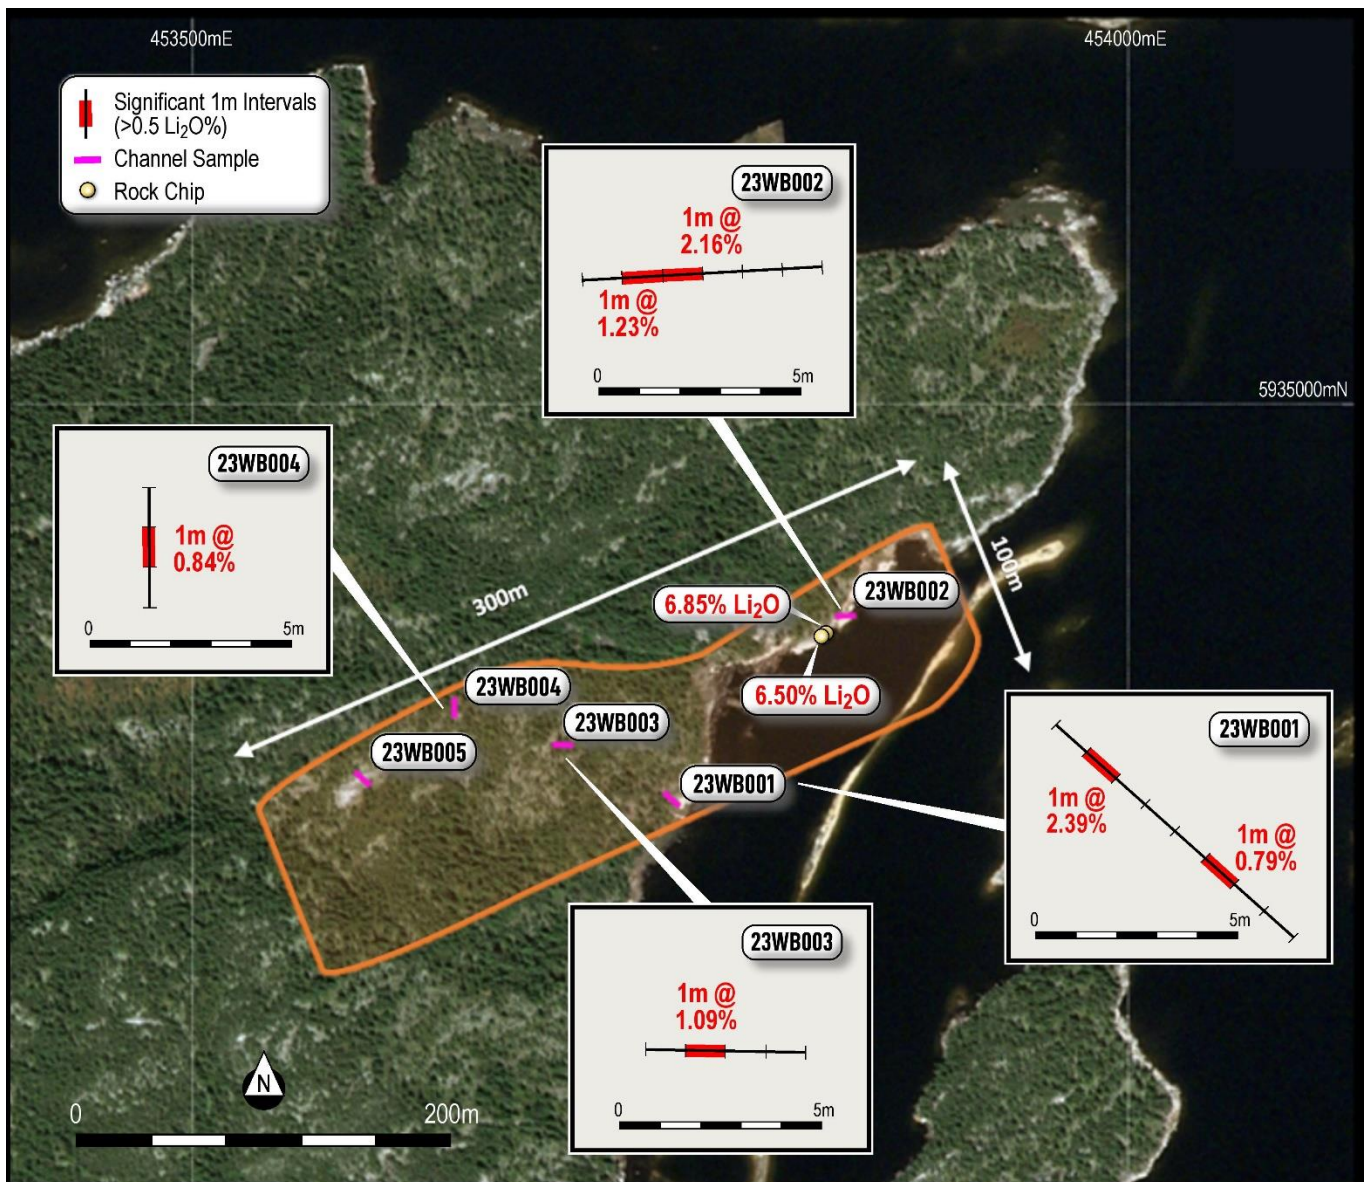 453500mE
454000mE
Significant 1m Intervals
(>0.5 Li₂O%)
Channel Sample
Rock Chip
23WB002
1m @
2.16%
1m @
1.23%
0 5m
5935000mN
23WB004
1m @
0.84%
0 5m
300m
100m
6.85% Li₂O
23WB002
6.50% Li₂O
23WB004
23WB003
23WB005
23WB001
23WB001
1m @
2.39%
1m @
0.79%
0 5m
23WB003
1m @
1.09%
0 5m
N
0 200m